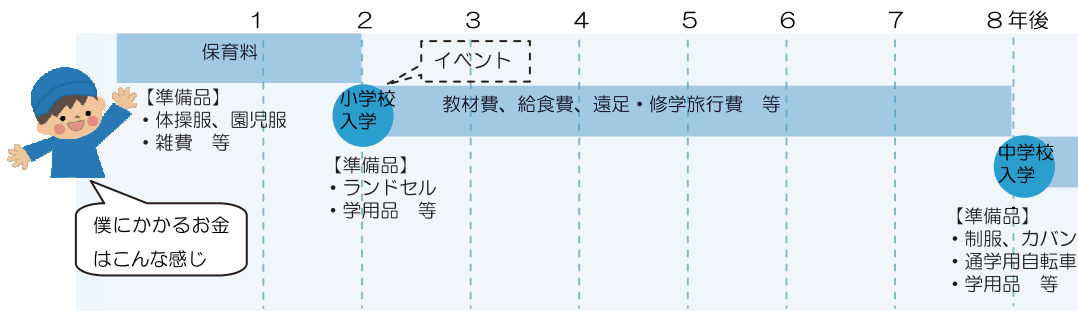 1 2 3 4 5 6 7 8年後
保育料
イベント
【準備品】
・体操服、園児服
・雑費　等
小学校
入学
教材費、給食費、遠足・修学旅行費　等
【準備品】
・ランドセル
・学用品　等
中学校
入学
【準備品】
・制服、カバン
・通学用自転車
・学用品　等
僕にかかるお金
はこんな感じ